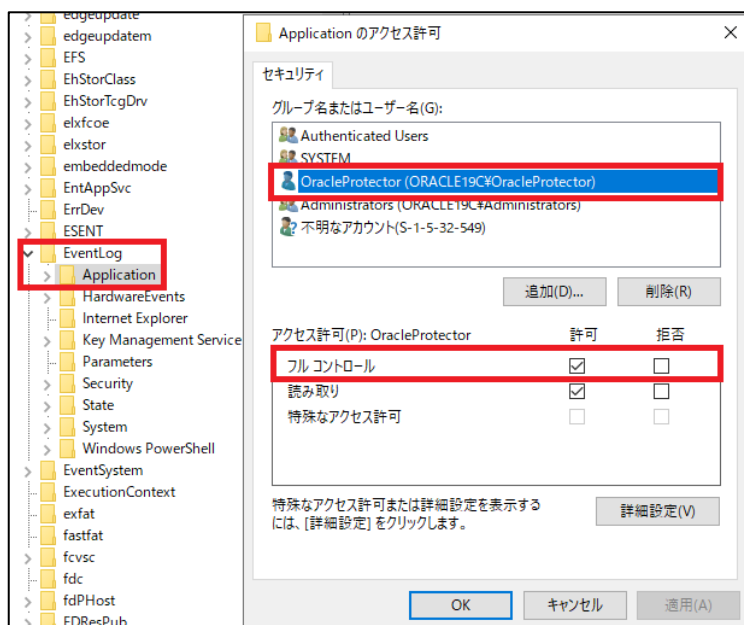 edgeupdate
edgeupdatem
EFS
EhStorClass
EhStorTcgDrv
elxfcoe
elxstor
embeddedmode
EntAppSvc
ErrDev
ESENT
EventLog
Application
HardwareEvents
Internet Explorer
Key Management Service
Parameters
Security
State
System
Windows PowerShell
EventSystem
ExecutionContext
exfat
fastfat
fcvsc
fdc
fdPHost
FDResPub
Application のアクセス許可
セキュリティ
グループ名またはユーザー名(G):
Authenticated Users
SYSTEM
OracleProtector (ORACLE19C¥OracleProtector)
Administrators (ORACLE19C¥Administrators)
不明なアカウント(S-1-5-32-549)
追加(D)...
削除(R)
アクセス許可(P): OracleProtector 許可 拒否
フル コントロール
読み取り
特殊なアクセス許可
特殊なアクセス許可または詳細設定を表示する
には、[詳細設定] をクリックします。
詳細設定(V)
OK
キャンセル
適用(A)